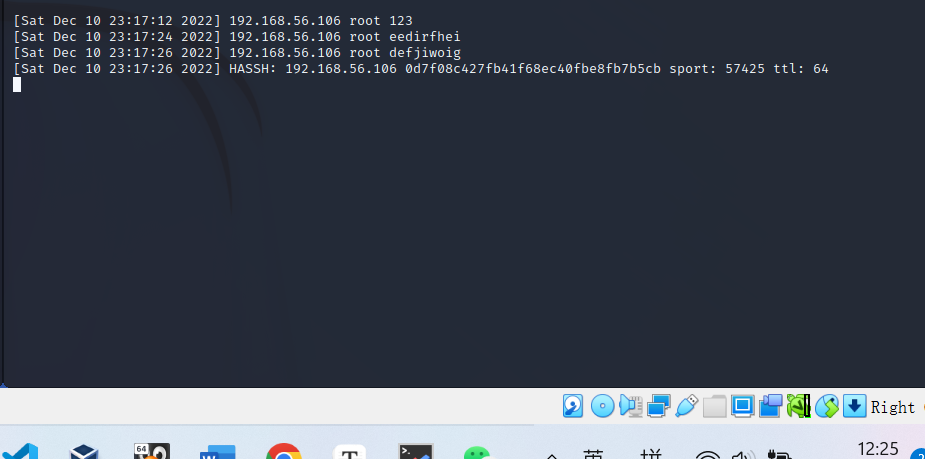 [Sat Dec 10 23:17:12 2022] 192.168.56.106 root 123
[Sat Dec 10 23:17:24 2022] 192.168.56.106 root eedirfhei
[Sat Dec 10 23:17:26 2022] 192.168.56.106 root defjiwoig
[Sat Dec 10 23:17:26 2022] HASSH: 192.168.56.106 0d7f08c427fb41f68ec40fbe8fb7b5cb sport: 57425 ttl: 64
Right
64
W
T
>_
英
拼
12:25